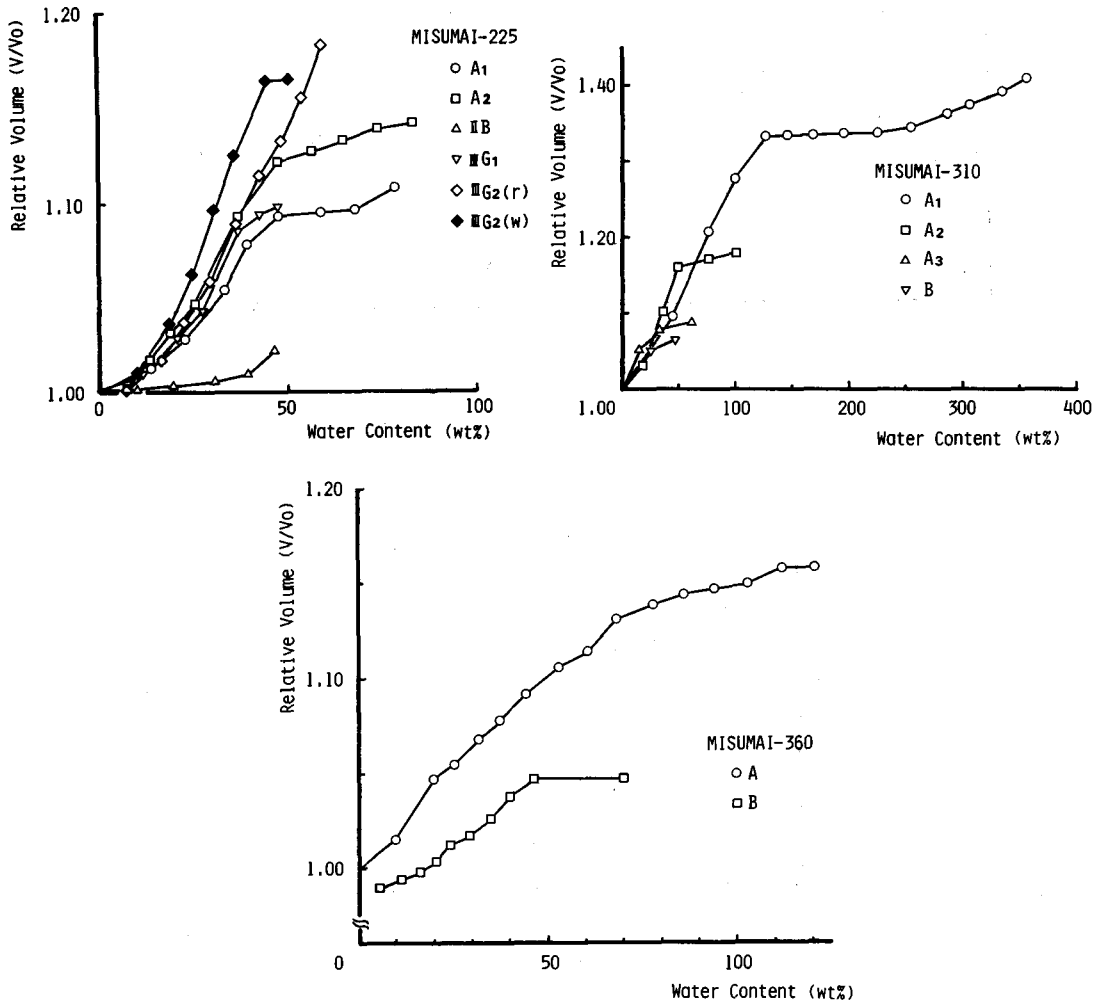 1.20
1.10
1.00
Relative Volume (V/Vo)
MISUMAI-225
A1
A2
ⅡB
ⅢG1
ⅢG2(r)
ⅢG2(w)
0
50
100
Water Content (wt%)
1.40
1.20
1.00
Relative Volume (V/Vo)
MISUMAI-310
A1
A2
A3
B
100
200
300
400
Water Content (wt%)
1.20
1.10
1.00
Relative Volume (V/Vo)
MISUMAI-360
A
B
0
50
100
Water Content (wt%)